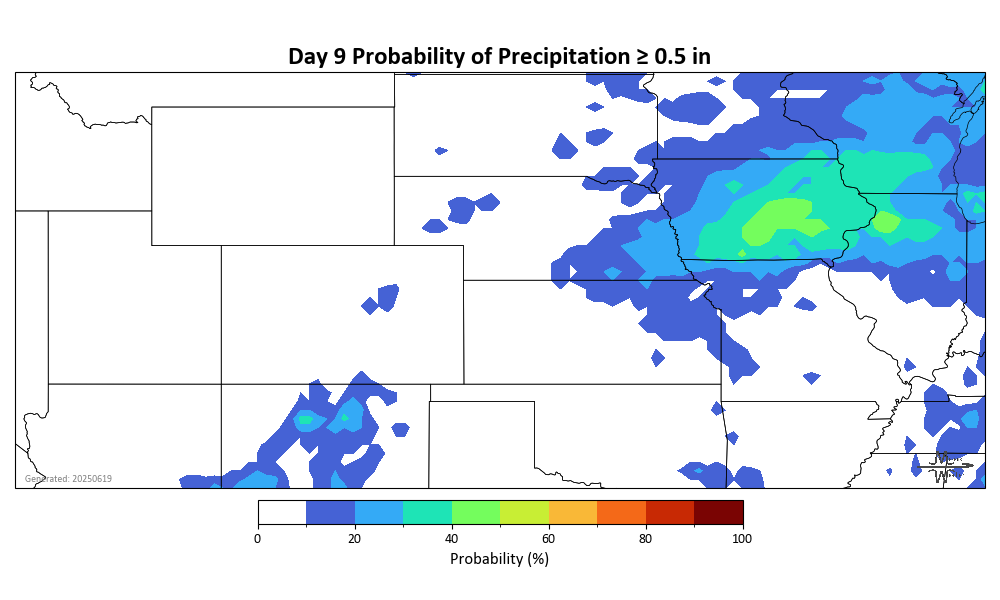 Day 9 Probability of Precipitation ≥ 0.5 in
Generated: 20250619
0 20 40 60 80 100
Probability (%)